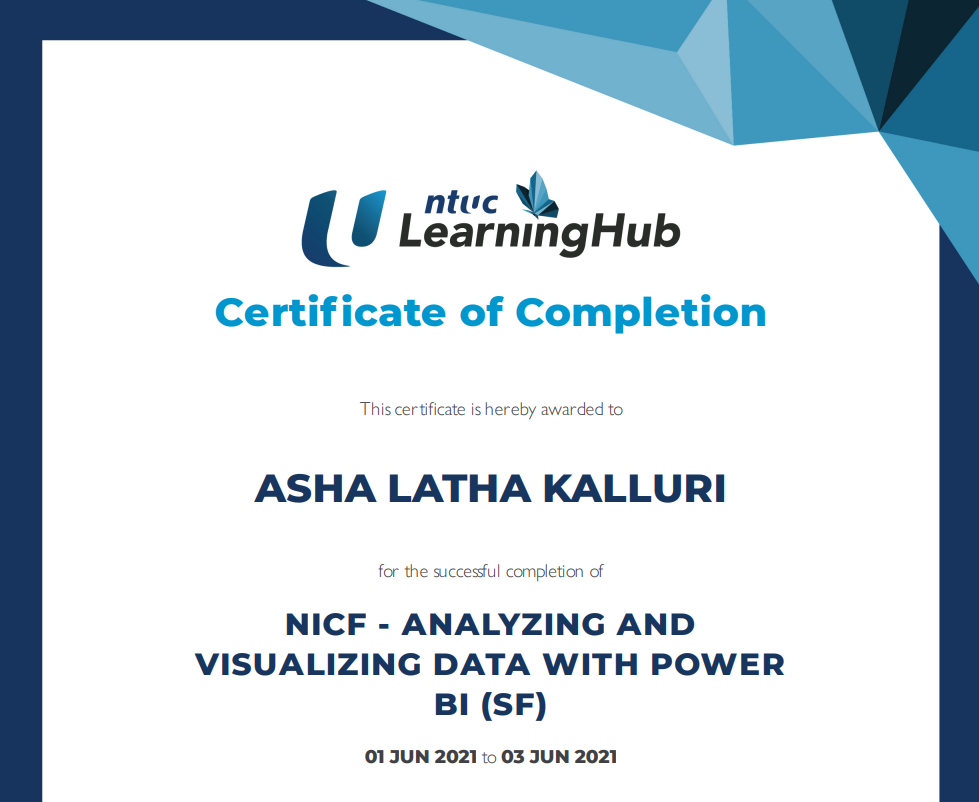 ntuc
LearningHub
Certificate of Completion
This certificate is hereby awarded to
ASHA LATHA KALLURI
for the successful completion of
NICF - ANALYZING AND
VISUALIZING DATA WITH POWER
BI (SF)
01 JUN 2021 to 03 JUN 2021